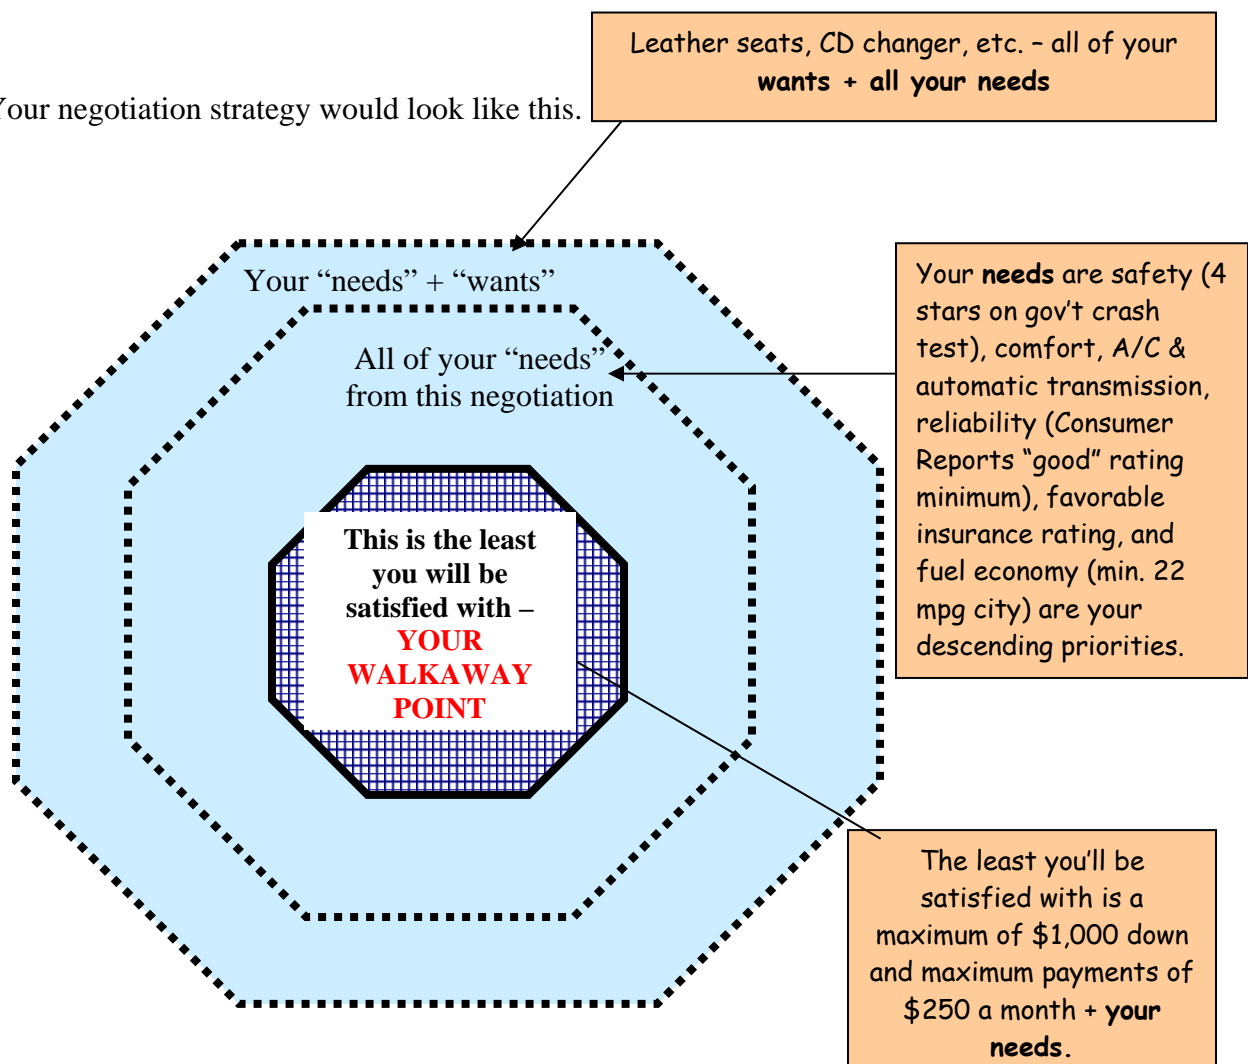 Leather seats, CD changer, etc. – all of your
wants + all your needs
Your negotiation strategy would look like this.
Your “needs” + “wants”
All of your “needs”
from this negotiation
Your needs are safety (4
stars on gov’t crash
test), comfort, A/C &
automatic transmission,
reliability (Consumer
Reports “good” rating
minimum), favorable
insurance rating, and
fuel economy (min. 22
mpg city) are your
descending priorities.
This is the least
you will be
satisfied with –
YOUR
WALKAWAY
POINT
The least you’ll be
satisfied with is a
maximum of $1,000 down
and maximum payments of
$250 a month + your
needs.